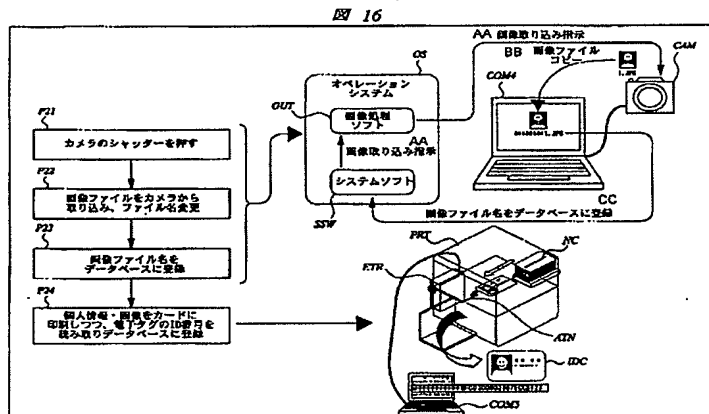 図 16
P21
カメラのシャッターを押す
P22
画像ファイルをカメラから
取り込み、ファイル名変更
P23
画像ファイル名を
データベースに登録
P24
個人情報・画像をカードに
印刷しつつ、電子タグのID番号を
読み取りデータベースに登録
OS
オペレーション
システム
GUT
画像処理
ソフト
AA
画像取り込み指示
システムソフト
SSW
AA 画像取り込み指示
BB 画像ファイル
コピー
1.JPG
CAM
COM4
CC
画像ファイル名をデータベースに登録
PRT
NC
ETR
ATN
IDC
COM5